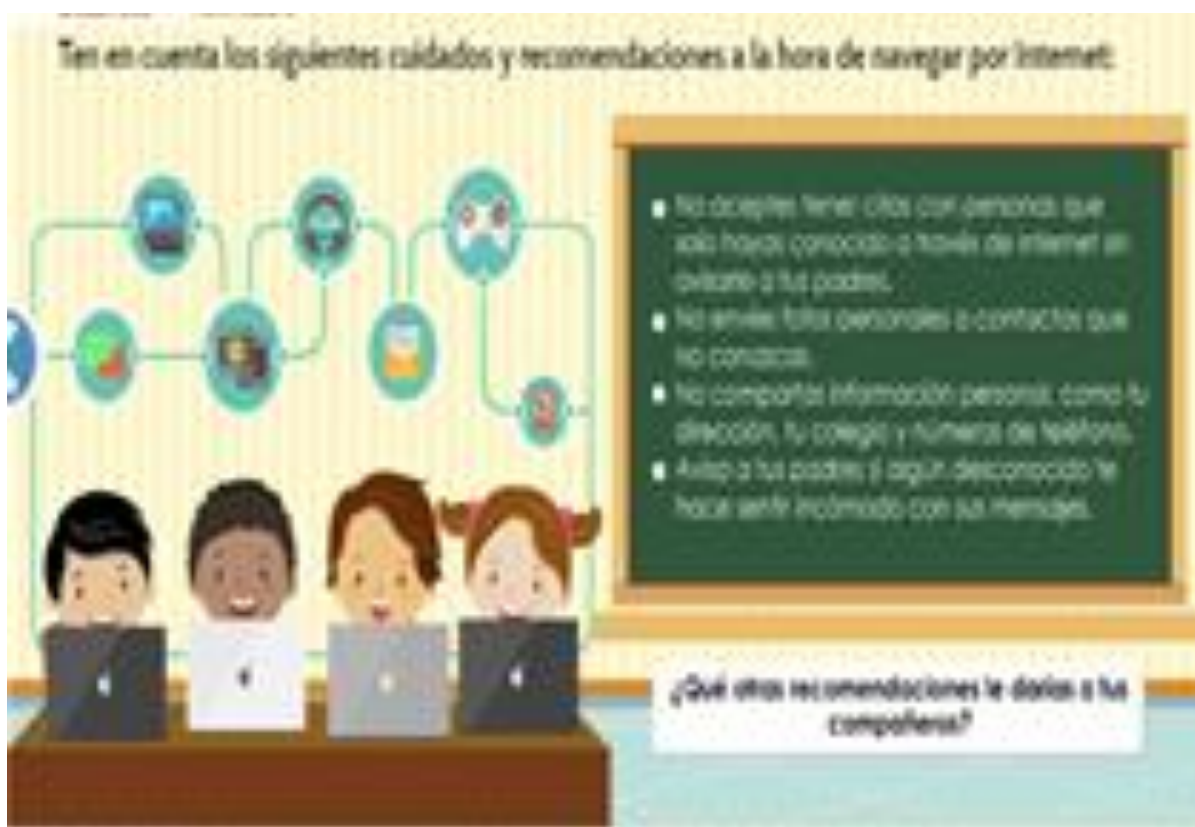 Ten en cuenta los siguientes cuidados y recomendaciones a la hora de navegar por internet:
No aceptes tener citas con personas que
solo hayas conocido a través de internet sin
avisarle a tus padres.
No envíes fotos personales a contactos que
no conozcas.
No compartas información personal, como tu
dirección, tu colegio y números de teléfono.
Avisa a tus padres si algún desconocido te
hace sentir incómodo con sus mensajes.
¿Qué otras recomendaciones le darías a tus
compañeros?